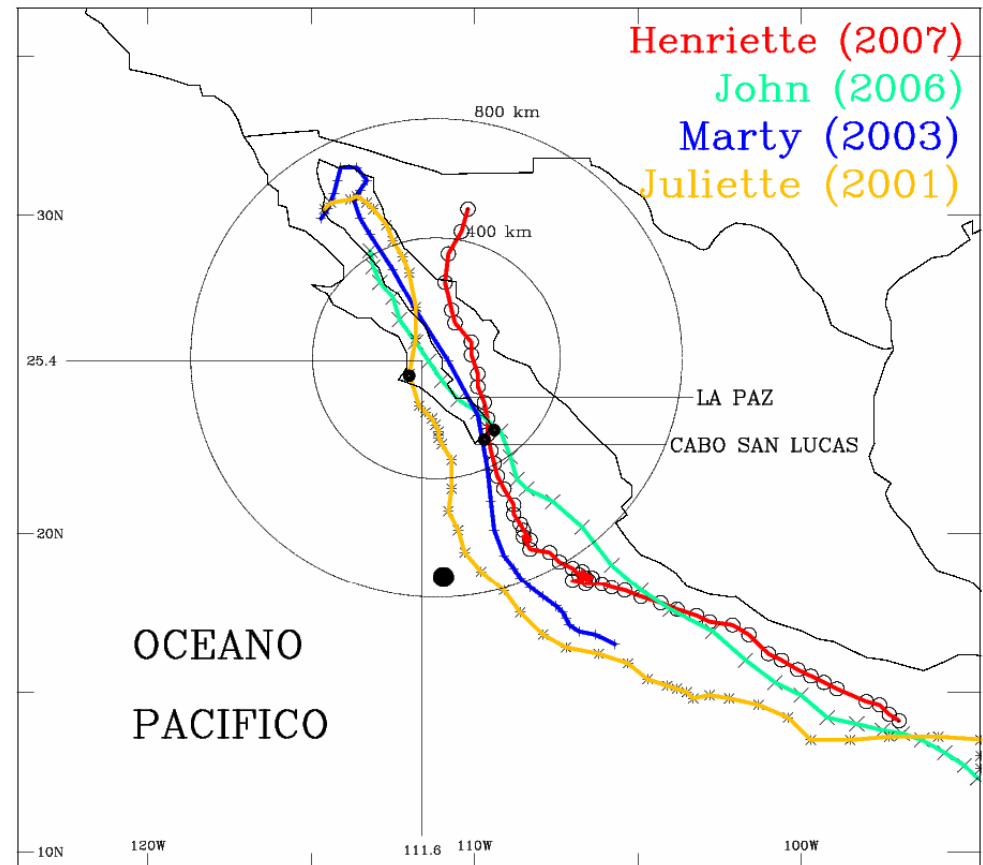 Henriette (2007)
John (2006)
800 km
Marty (2003)
Juliette (2001)
30N
400 km
25.4
LA PAZ
CABO SAN LUCAS
20N
OCEANO
PACIFICO
10N
120W
111.6
110W
100W